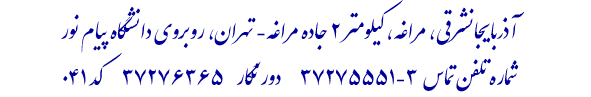 آذربایجانشرقی، مراغه، کیلومتر ۲ جاده مراغه - تهران، روبروی دانشگاه پیام نور
شماره تلفن تماس ۳-۳۷۲۷۵۵۵۱ دورنگار ۳۷۲۷۶۳۶۵ کد ۰۴۱